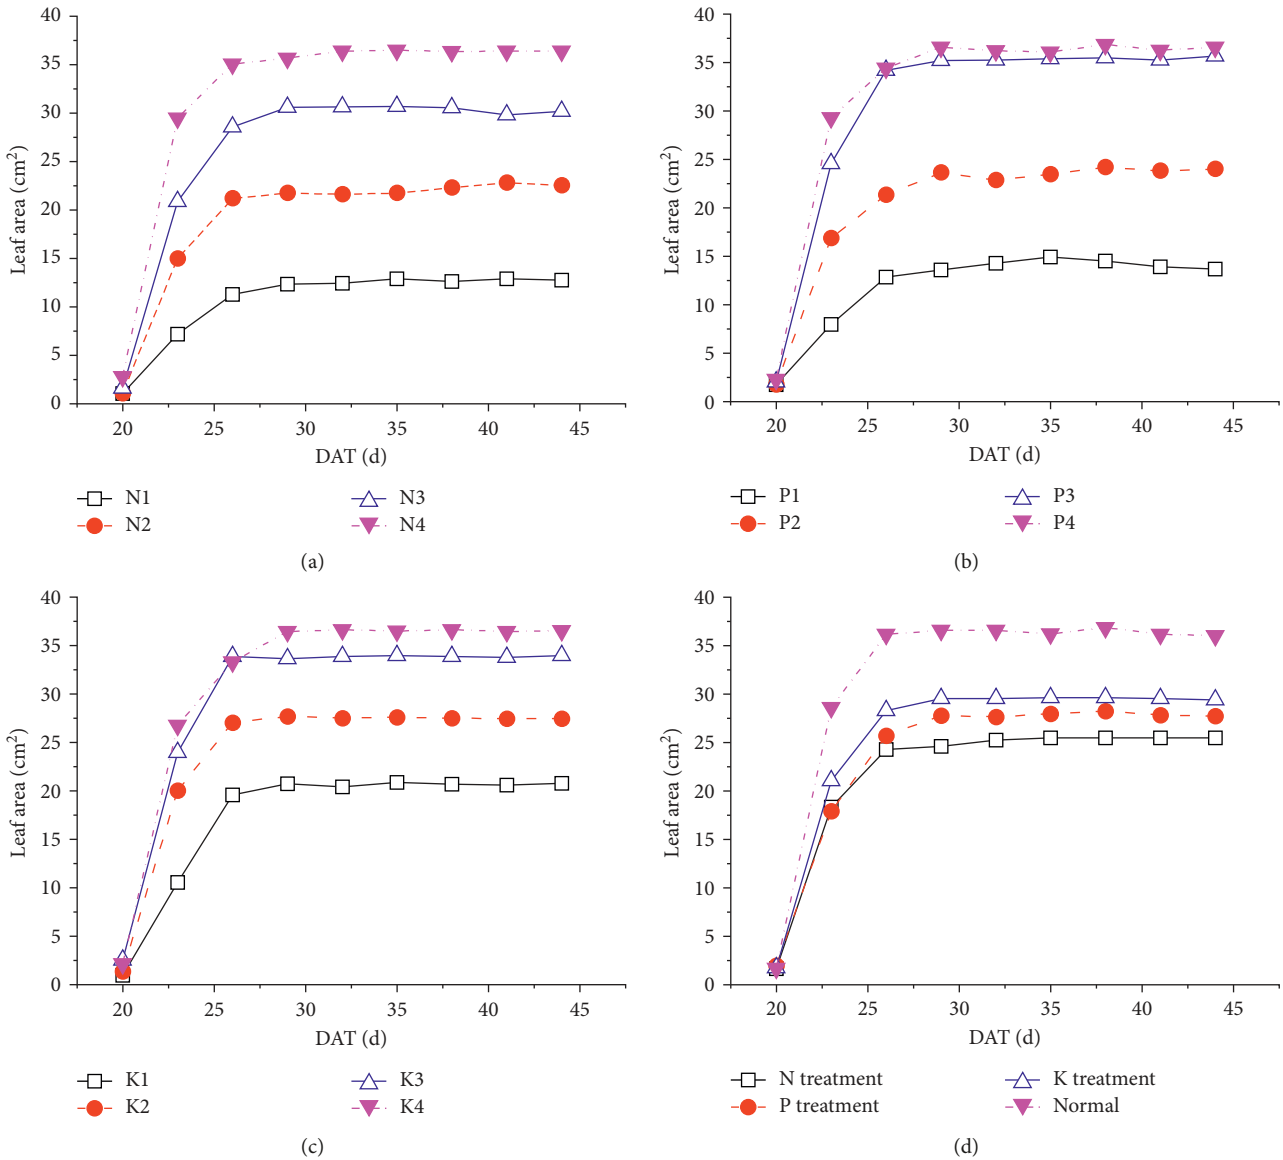 40
35
30
25
20
15
10
5
0
Leaf area (cm²)
20 25 30 35 40 45
DAT (d)
N1 N3
N2 N4
(a)
40
35
30
25
20
15
10
5
0
Leaf area (cm²)
20 25 30 35 40 45
DAT (d)
P1 P3
P2 P4
(b)
40
35
30
25
20
15
10
5
0
Leaf area (cm²)
20 25 30 35 40 45
DAT (d)
K1 K3
K2 K4
(c)
40
35
30
25
20
15
10
5
0
Leaf area (cm²)
20 25 30 35 40 45
DAT (d)
N treatment K treatment
P treatment Normal
(d)